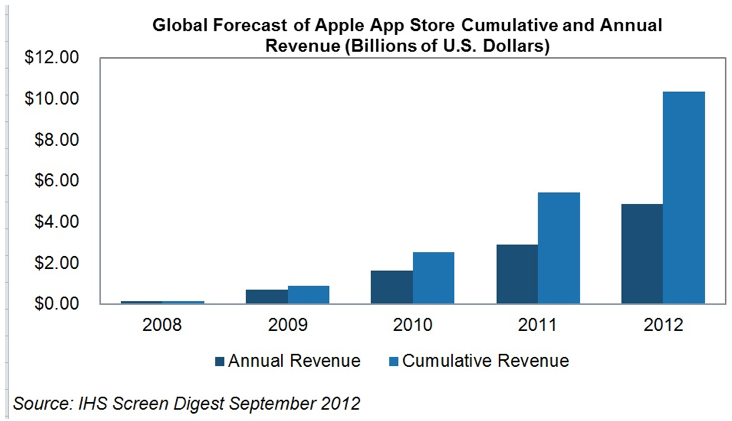 Global Forecast of Apple App Store Cumulative and Annual
Revenue (Billions of U.S. Dollars)
$12.00
$10.00
$8.00
$6.00
$4.00
$2.00
$0.00
2008 2009 2010 2011 2012
Annual Revenue Cumulative Revenue
Source: IHS Screen Digest September 2012